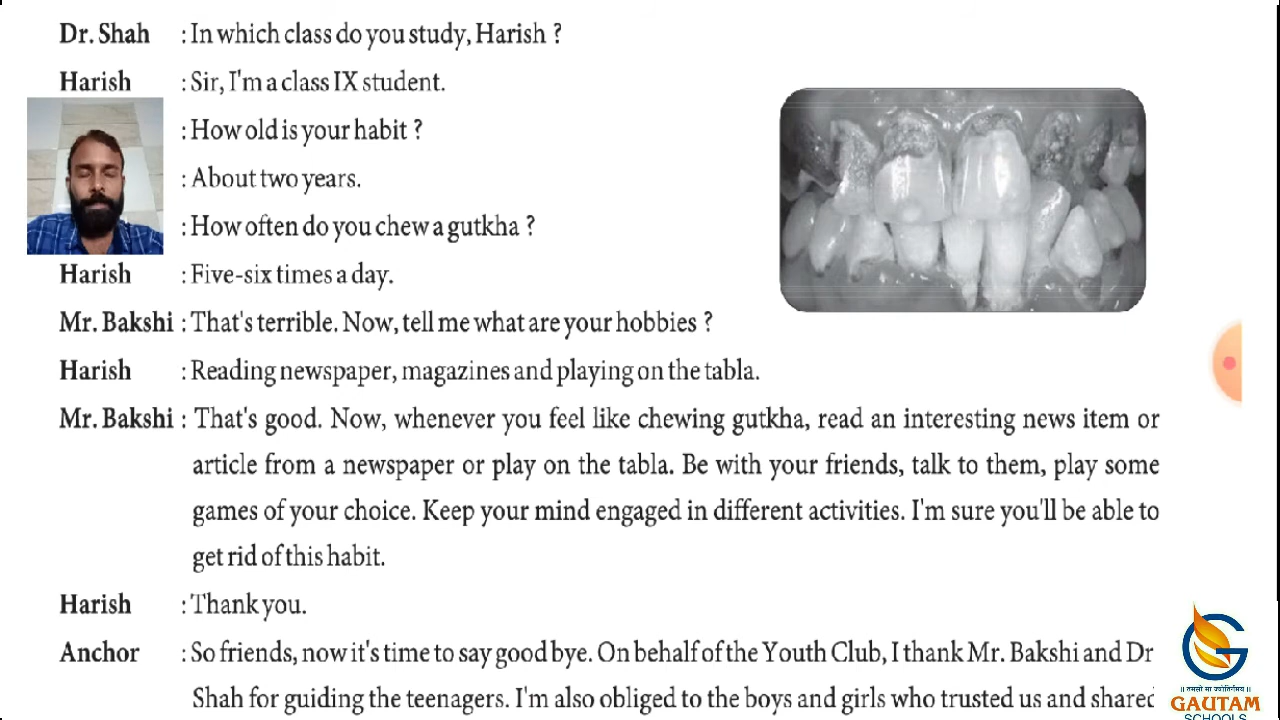 Dr. Shah : In which class do you study, Harish ?
Harish : Sir, I'm a class IX student.
: How old is your habit ?
: About two years.
: How often do you chew a gutkha ?
Harish : Five-six times a day.
Mr. Bakshi : That's terrible. Now, tell me what are your hobbies ?
Harish : Reading newspaper, magazines and playing on the tabla.
Mr. Bakshi : That's good. Now, whenever you feel like chewing gutkha, read an interesting news item or
article from a newspaper or play on the tabla. Be with your friends, talk to them, play some
games of your choice. Keep your mind engaged in different activities. I'm sure you'll be able to
get rid of this habit.
Harish : Thank you.
Anchor : So friends, now it's time to say good bye. On behalf of the Youth Club, I thank Mr. Bakshi and Dr
Shah for guiding the teenagers. I'm also obliged to the boys and girls who trusted us and shared
|| तमसो मा ज्योतिर्गमय ||
GAUTAM
SCHOOLS